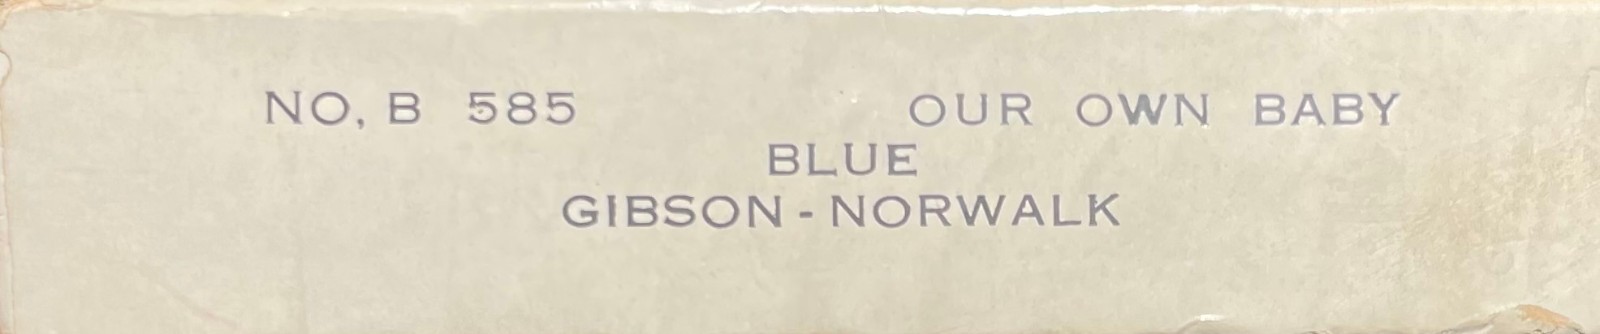 NO, B 585 OUR OWN BABY
BLUE
GIBSON - NORWALK